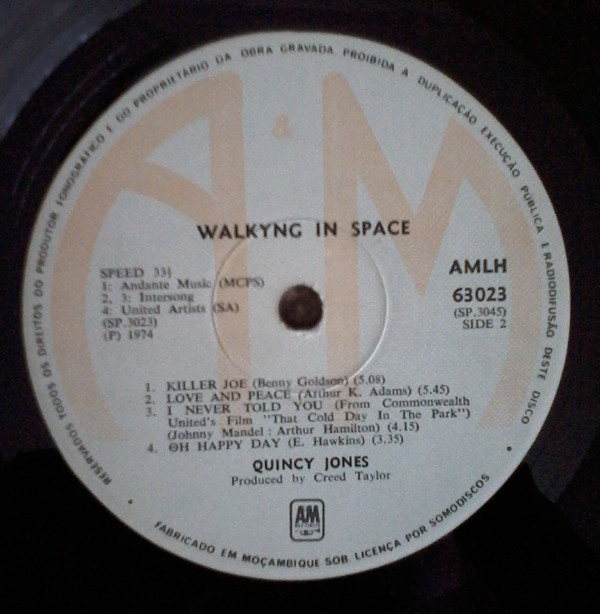 RESERVADOS TODOS OS DIREITOS DO PRODUTOR FONOGRÁFICO E DO PROPRIETÁRIO DA OBRA GRAVADA PROIBIDA A DUPLICAÇÃO EXECUÇÃO PÚBLICA E RADIODIFUSÃO DESTE DISCO
A & M
WALKYNG IN SPACE
SPEED 33⅓
1: Andante Music (MCPS)
2, 3: Intersong
4: United Artists (SA)
(SP.3023)
(P) 1974
AMLH
63023
(SP.3045)
SIDE 2
1. KILLER JOE (Benny Goldson) (5.08)
2. LOVE AND PEACE (Arthur K. Adams) (5.45)
3. I NEVER TOLD YOU (From Commonwealth
United's Film "That Cold Day In The Park")
(Johnny Mandel : Arthur Hamilton) (4.15)
4. OH HAPPY DAY (E. Hawkins) (3.35)
QUINCY JONES
Produced by Creed Taylor
AM
FABRICADO EM MOÇAMBIQUE SOB LICENÇA POR SOMODISCOS